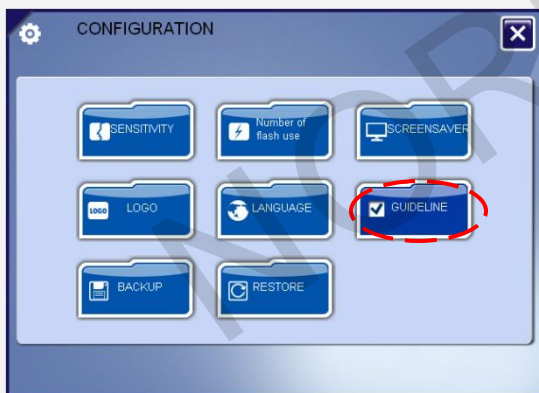 CONFIGURATION
SENSITIVITY
Number of
flash use
SCREENSAVER
LOGO
LOGO
LANGUAGE
GUIDELINE
BACKUP
RESTORE